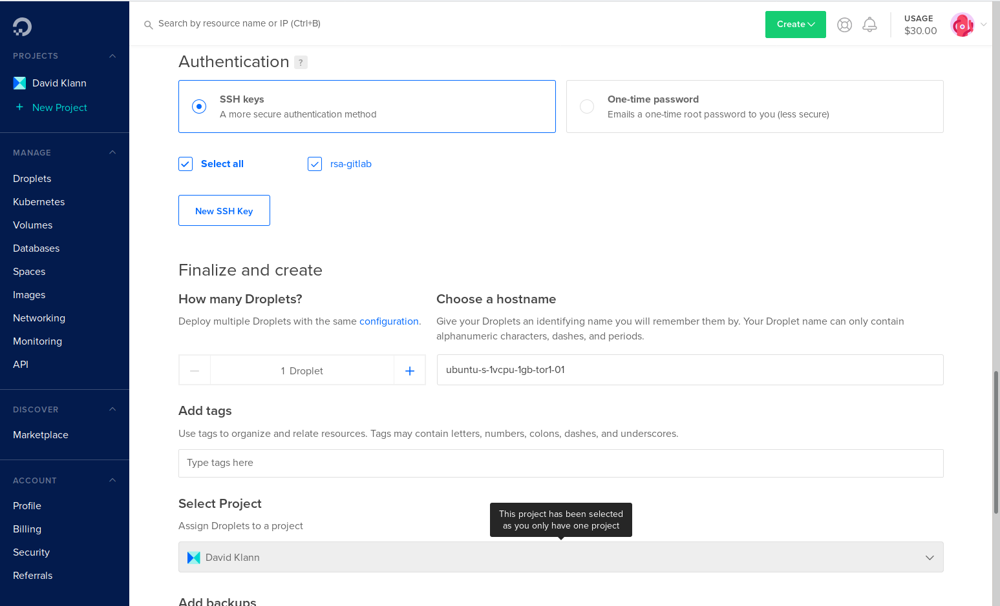 Search by resource name or IP (Ctrl+B)
Create
USAGE
$30.00
PROJECTS
David Klann
+ New Project
MANAGE
Droplets
Kubernetes
Volumes
Databases
Spaces
Images
Networking
Monitoring
API
DISCOVER
Marketplace
ACCOUNT
Profile
Billing
Security
Referrals
Authentication ?
SSH keys
A more secure authentication method
One-time password
Emails a one-time root password to you (less secure)
Select all
rsa-gitlab
New SSH Key
Finalize and create
How many Droplets?
Deploy multiple Droplets with the same configuration.
1 Droplet
Choose a hostname
Give your Droplets an identifying name you will remember them by. Your Droplet name can only contain
alphanumeric characters, dashes, and periods.
ubuntu-s-1vcpu-1gb-tor1-01
Add tags
Use tags to organize and relate resources. Tags may contain letters, numbers, colons, dashes, and underscores.
Type tags here
Select Project
Assign Droplets to a project
This project has been selected
as you only have one project
David Klann
Add backups